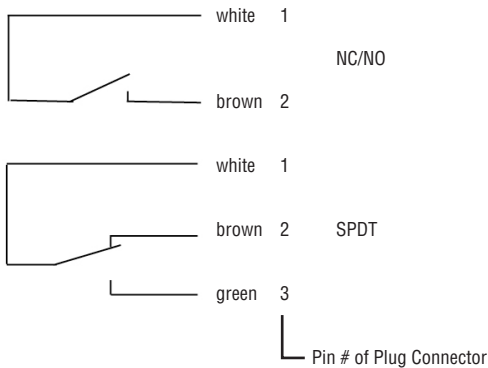 white 1
NC/NO
brown 2
white 1
brown 2 SPDT
green 3
Pin # of Plug Connector